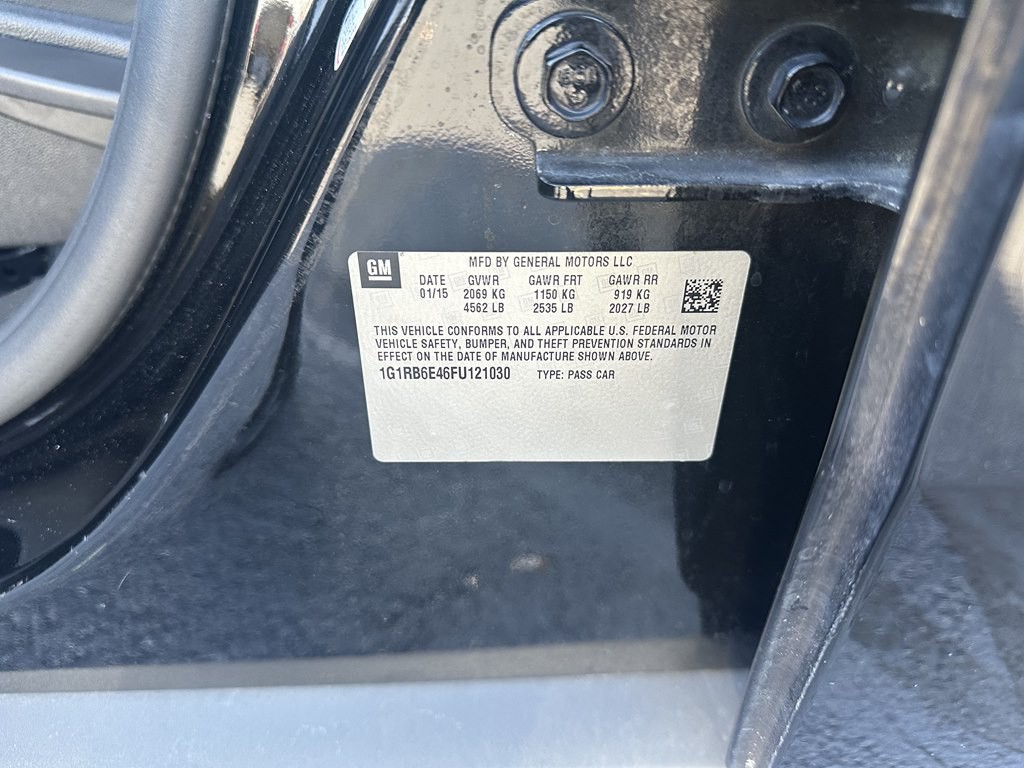 GM
MFD BY GENERAL MOTORS LLC
DATE GVWR GAWR FRT GAWR RR
01/15 2069 KG 1150 KG 919 KG
4562 LB 2535 LB 2027 LB
THIS VEHICLE CONFORMS TO ALL APPLICABLE U.S. FEDERAL MOTOR
VEHICLE SAFETY, BUMPER, AND THEFT PREVENTION STANDARDS IN
EFFECT ON THE DATE OF MANUFACTURE SHOWN ABOVE.
1G1RB6E46FU121030 TYPE: PASS CAR